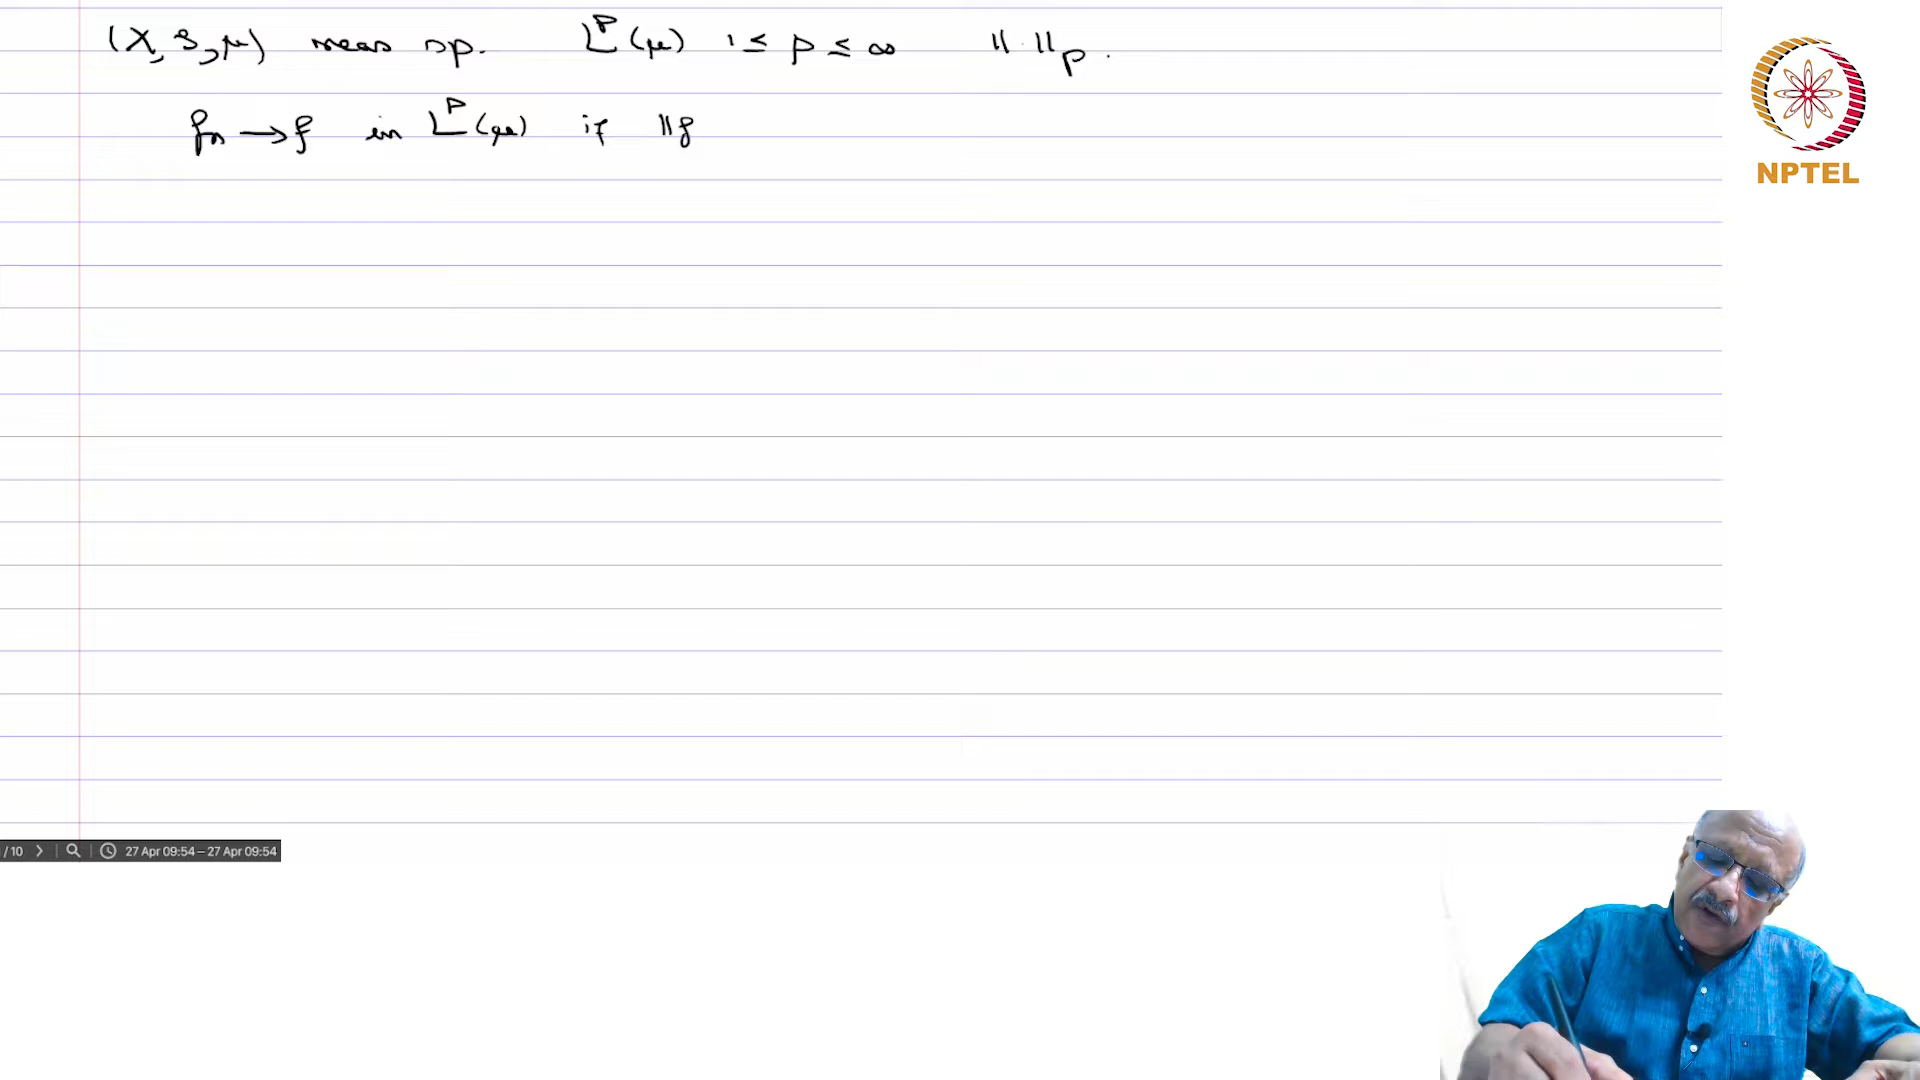 (X, S, μ) meas sp. L^p(μ) 1 ≤ p ≤ ∞ ‖·‖_p.
f_n → f in L^p(μ) if ‖f
NPTEL
/10 27 Apr 09:54 – 27 Apr 09:54